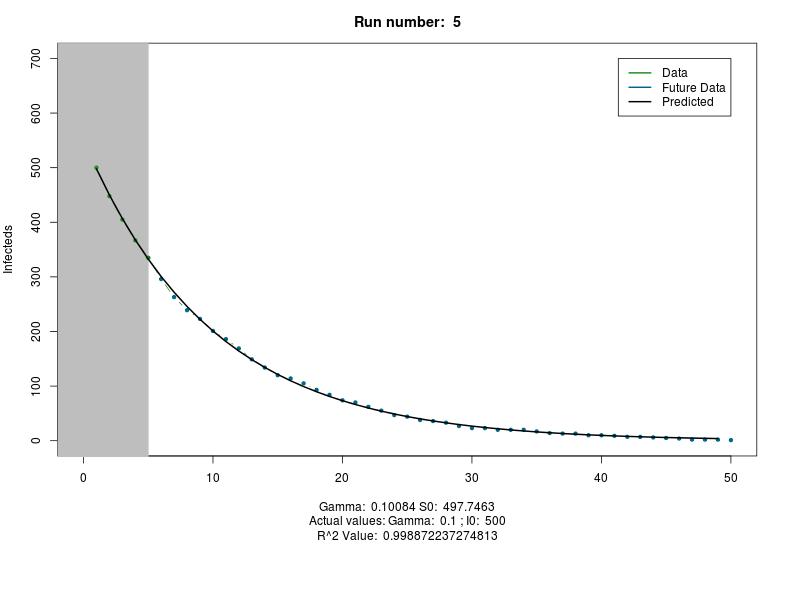 Run number: 5
700
600
500
400
300
200
100
0
Infecteds
Data
Future Data
Predicted
0 10 20 30 40 50
Gamma: 0.10084 S0: 497.7463
Actual values: Gamma: 0.1 ; I0: 500
R^2 Value: 0.998872237274813